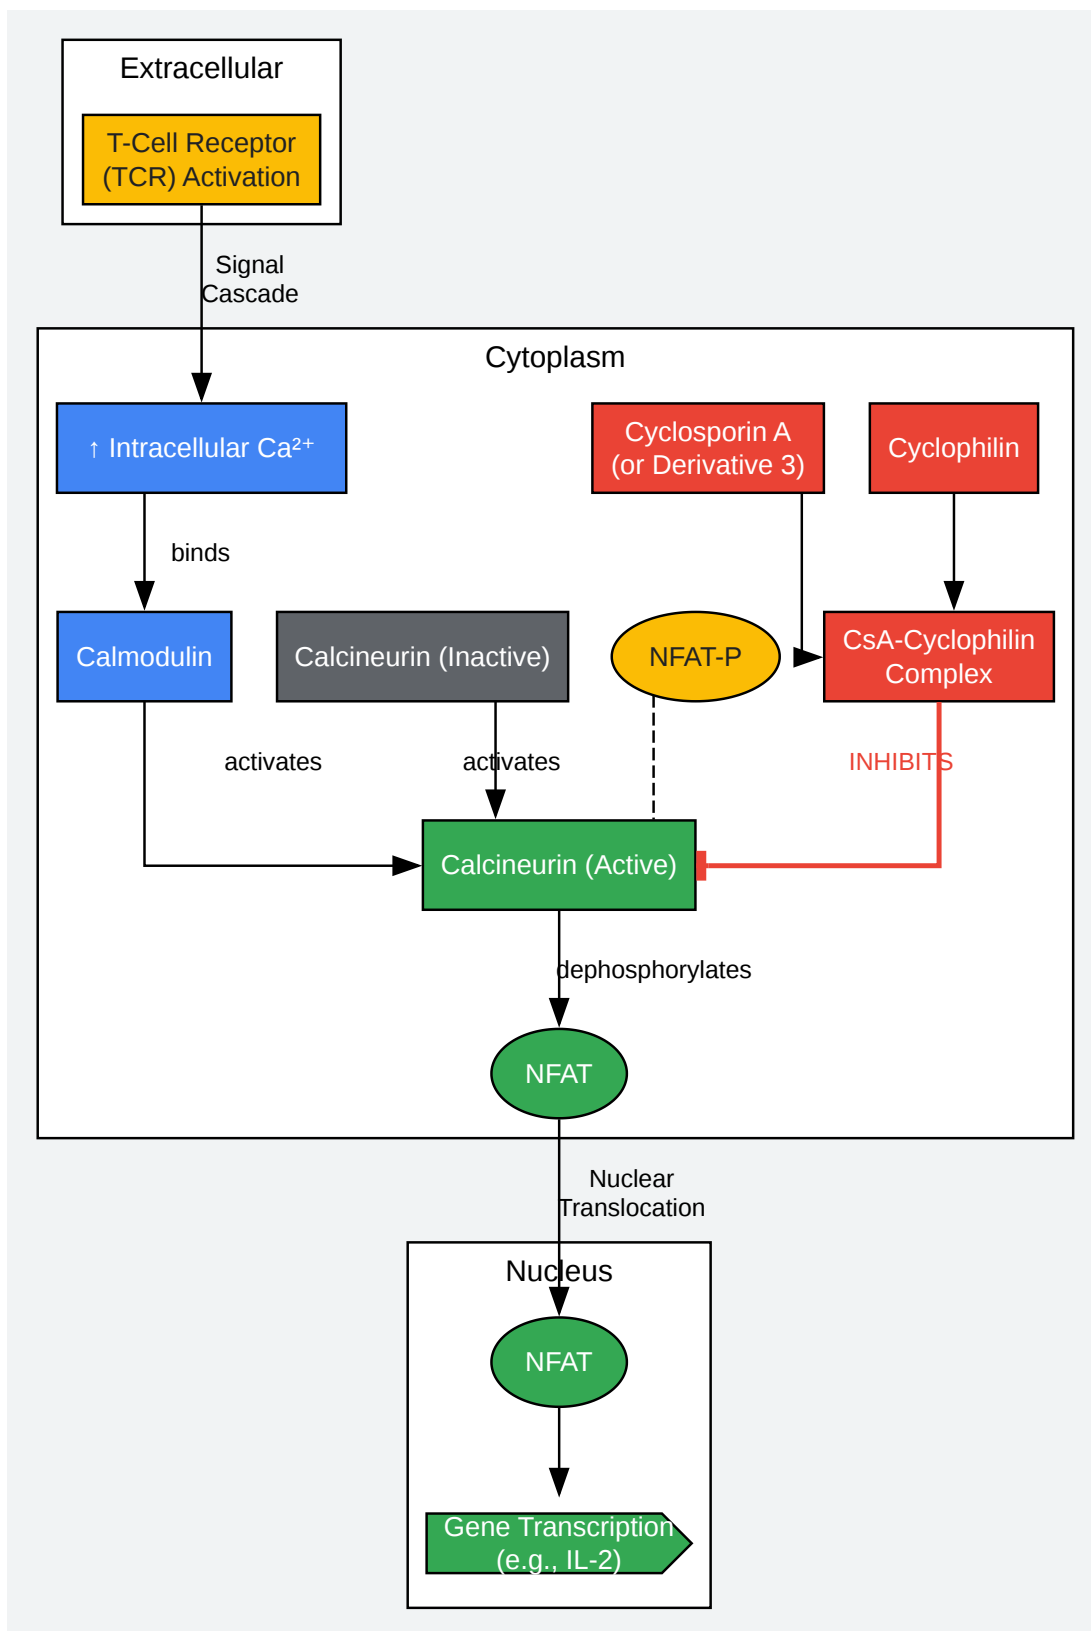 Extracellular
T-Cell Receptor
(TCR) Activation
Signal
Cascade
Cytoplasm
↑ Intracellular Ca²⁺
Cyclosporin A
(or Derivative 3)
Cyclophilin
binds
Calmodulin
Calcineurin (Inactive)
NFAT-P
CsA-Cyclophilin
Complex
activates
activates
INHIBITS
Calcineurin (Active)
dephosphorylates
NFAT
Nuclear
Translocation
Nucleus
NFAT
Gene Transcription
(e.g., IL-2)